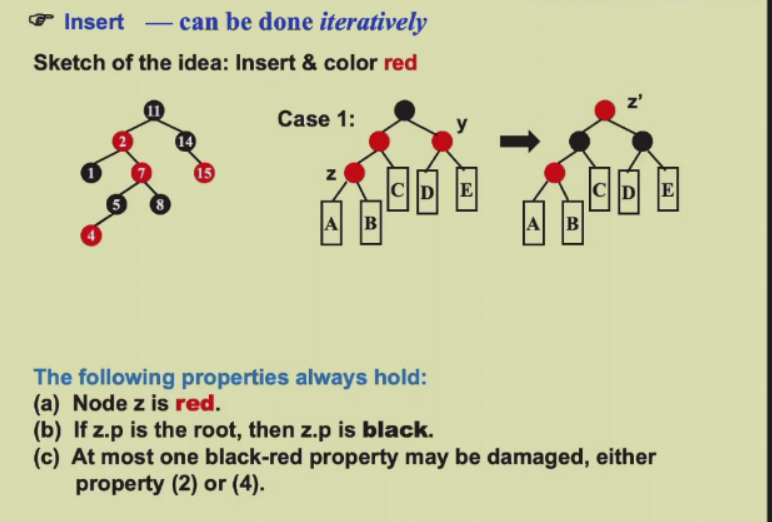 ☞ Insert — can be done iteratively
Sketch of the idea: Insert & color red
11
2
14
1
7
15
5
8
4
Case 1:
y
z
C D E
A B
z'
C D E
A B
The following properties always hold:
(a) Node z is red.
(b) If z.p is the root, then z.p is black.
(c) At most one black-red property may be damaged, either
property (2) or (4).